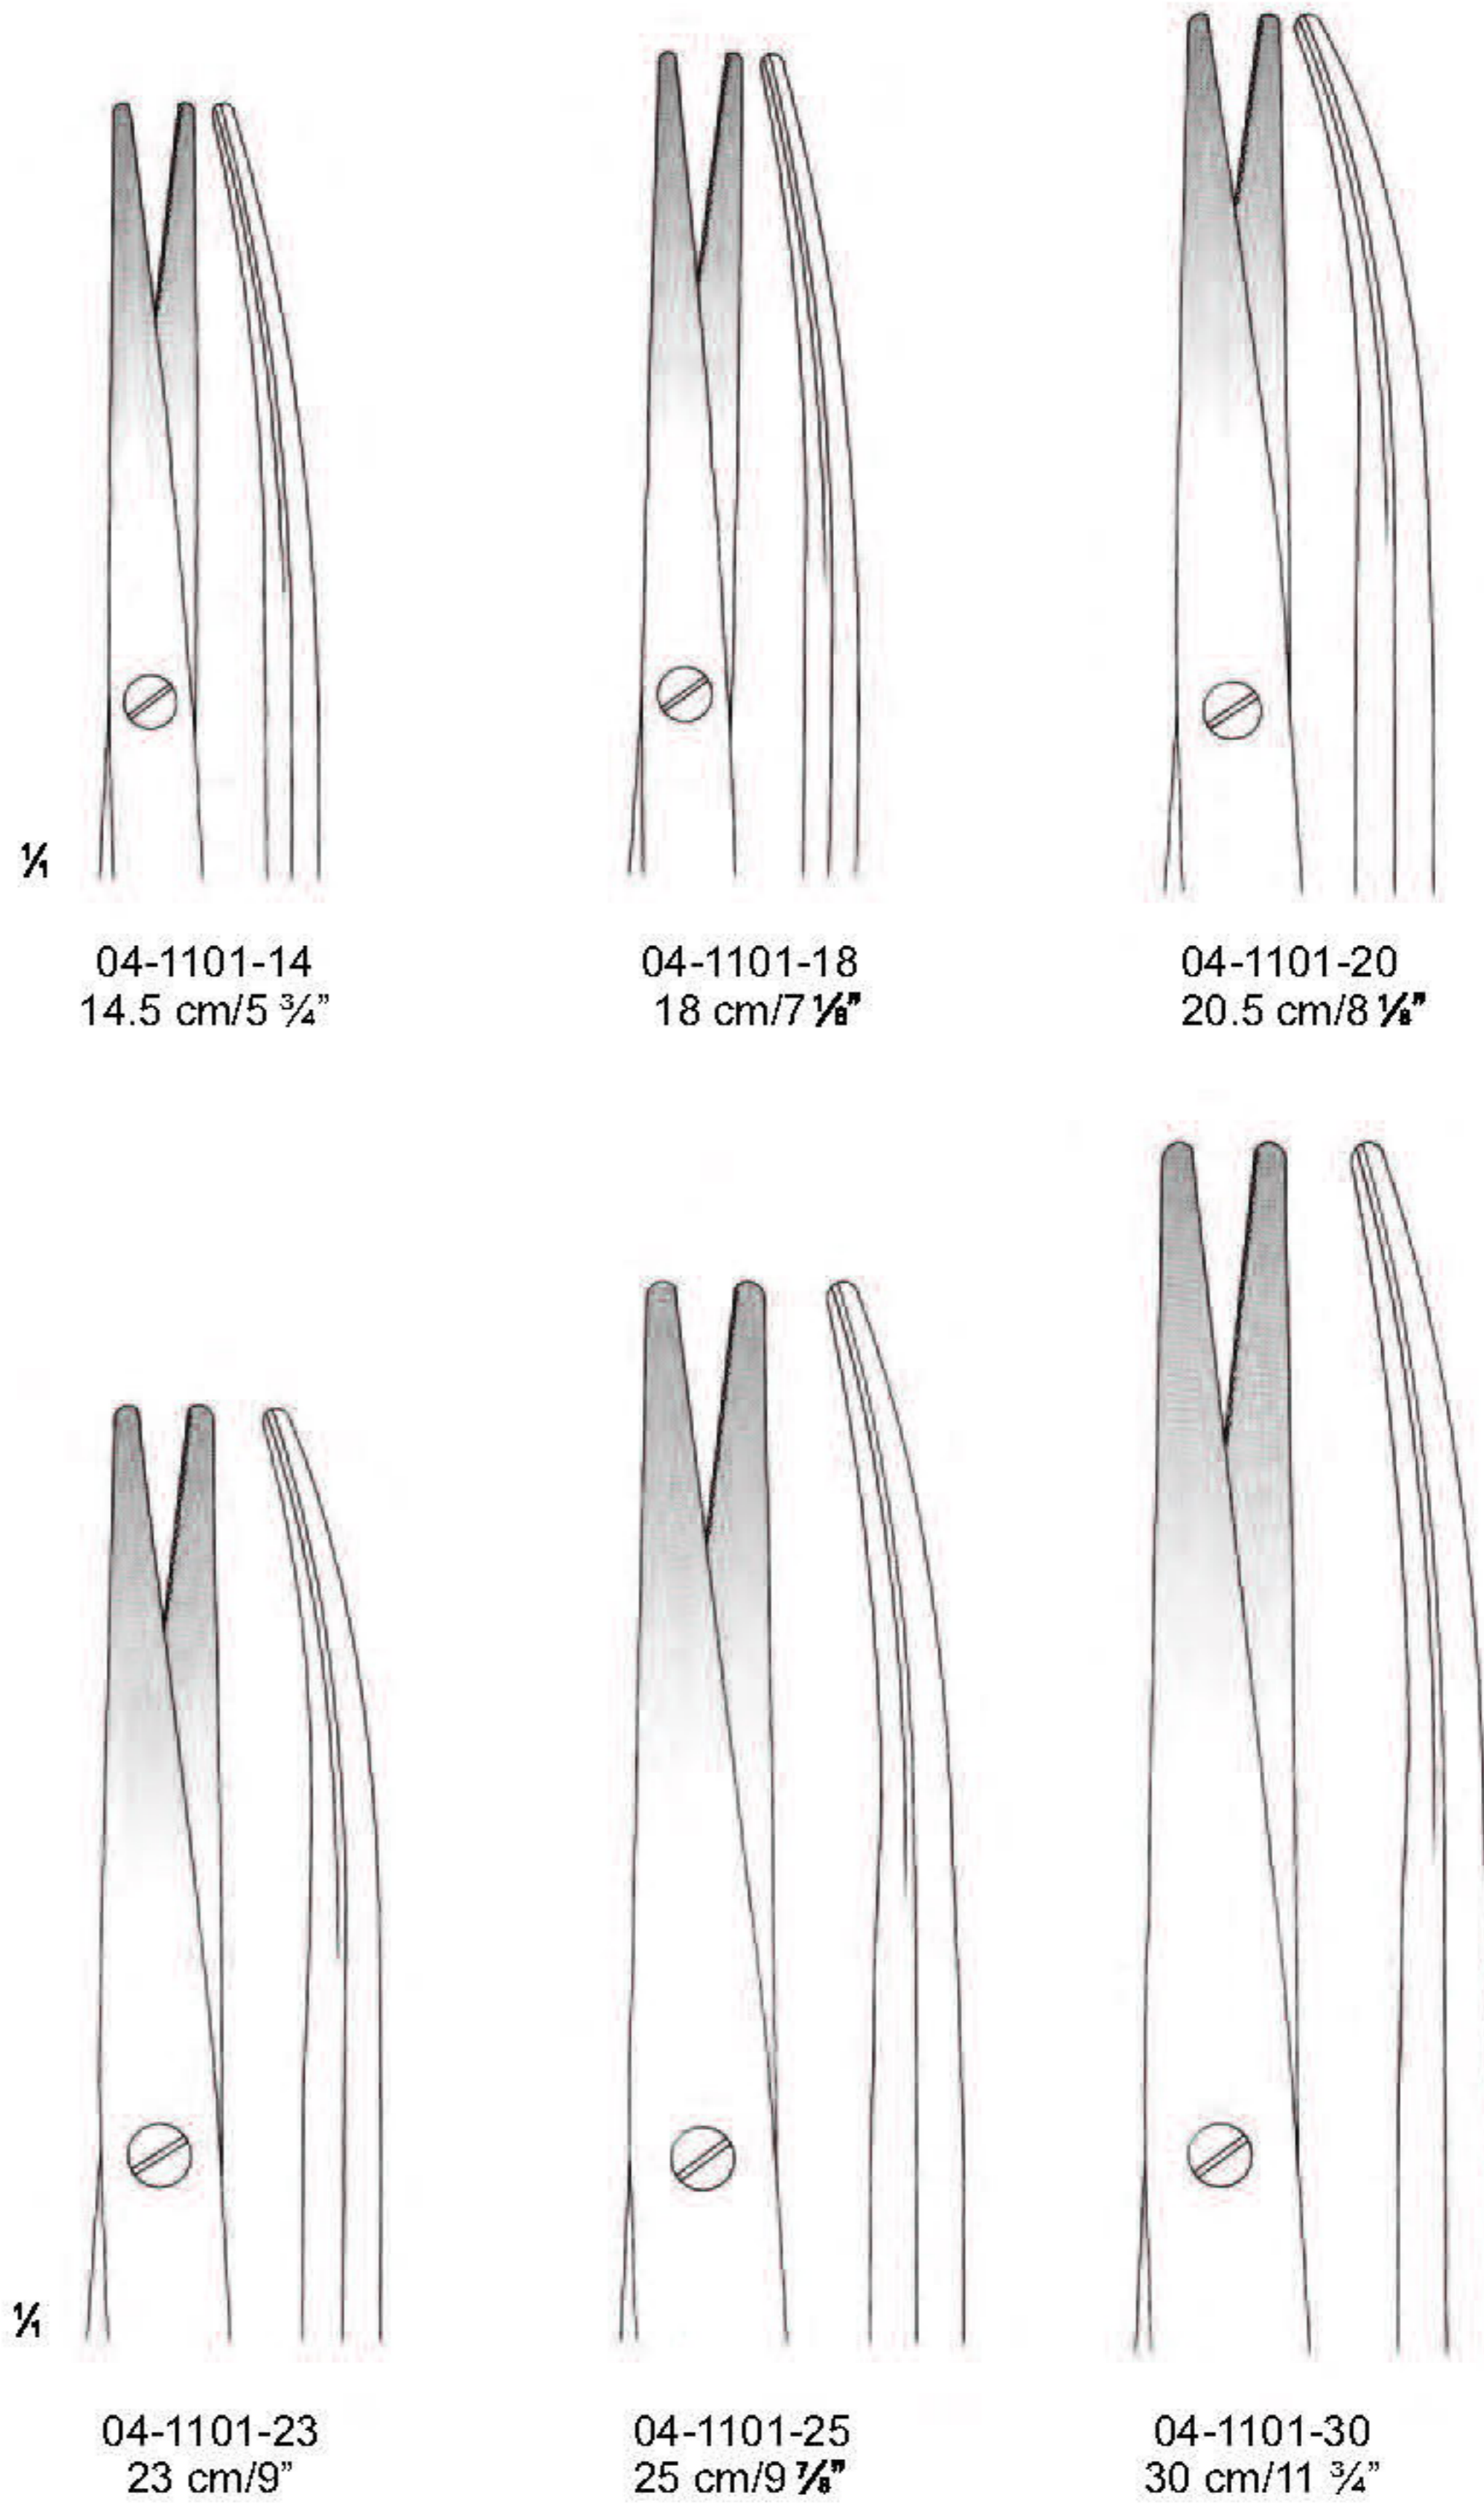 1/1
04-1101-14
14.5 cm/5 ¾”
04-1101-18
18 cm/7 ⅛”
04-1101-20
20.5 cm/8 ⅛”
1/1
04-1101-23
23 cm/9”
04-1101-25
25 cm/9 ⅞”
04-1101-30
30 cm/11 ¾”